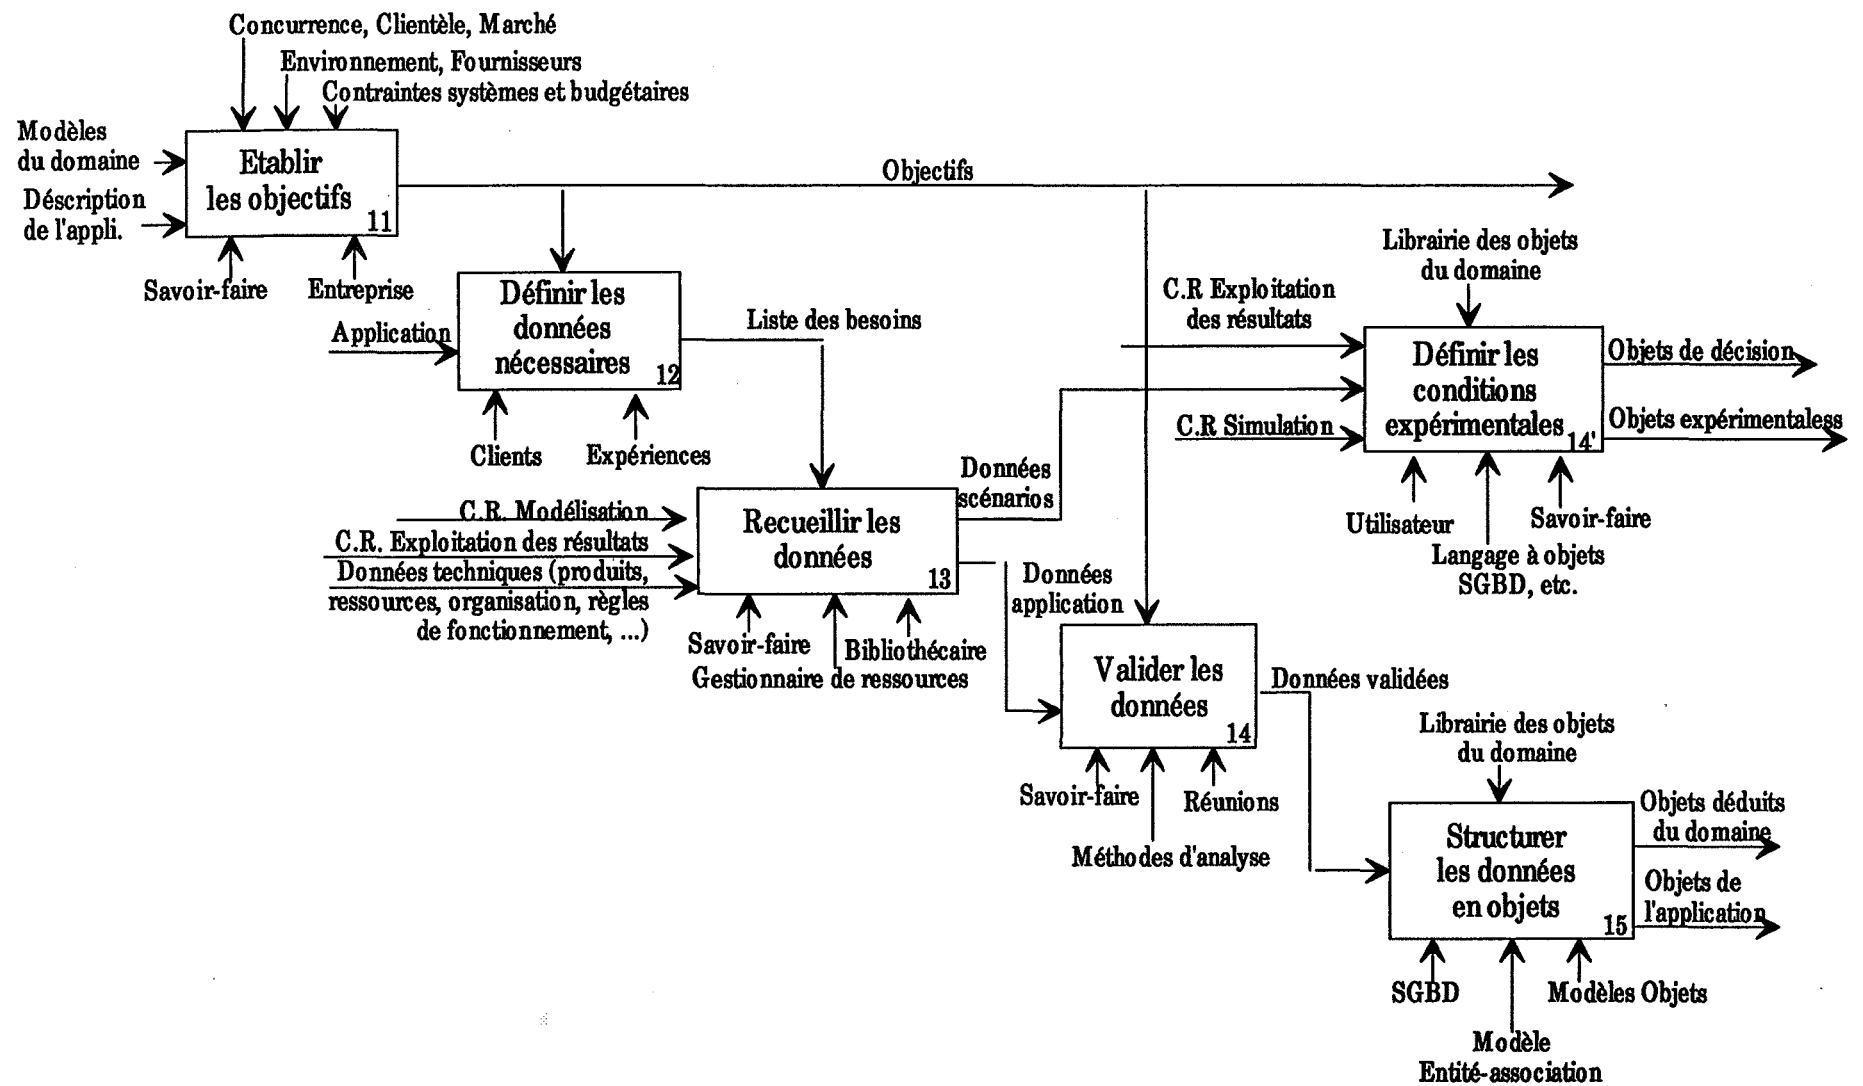 Concurrence, Clientèle, Marché
Environnement, Fournisseurs
Contraintes systèmes et budgétaires
Modèles
du domaine
Déscription
de l'appli.
Etablir
les objectifs
11
Savoir-faire
Entreprise
Objectifs
Application
Définir les
données
nécessaires
12
Clients
Expériences
Liste des besoins
C.R. Modélisation
C.R. Exploitation des résultats
Données techniques (produits,
ressources, organisation, règles
de fonctionnement, ...)
Recueillir les
données
13
Savoir-faire
Bibliothécaire
Gestionnaire de ressources
Données
scénarios
Données
application
C.R Exploitation
des résultats
C.R Simulation
Librairie des objets
du domaine
Définir les
conditions
expérimentales
14'
Objets de décision
Objets expérimentaless
Utilisateur
Savoir-faire
Langage à objets
SGBD, etc.
Valider les
données
14
Savoir-faire
Réunions
Méthodes d'analyse
Données validées
Librairie des objets
du domaine
Structurer
les données
en objets
15
Objets déduits
du domaine
Objets de
l'application
SGBD
Modèles Objets
Modèle
Entité-association